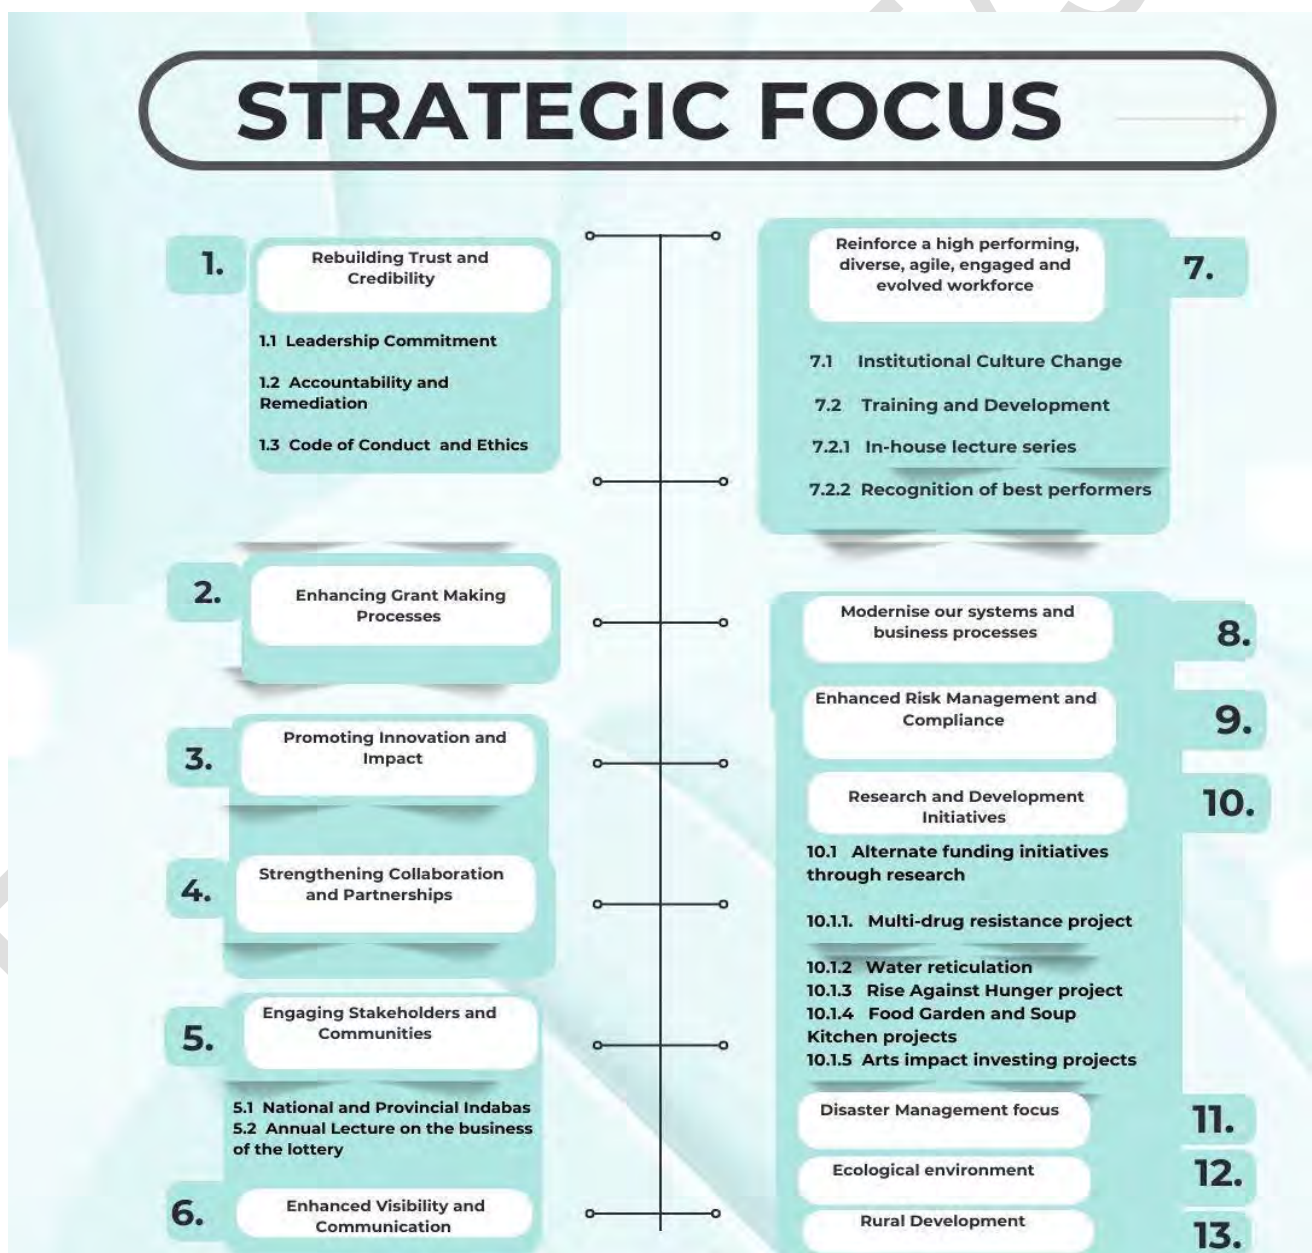 STRATEGIC FOCUS
1.
Rebuilding Trust and
Credibility
1.1 Leadership Commitment
1.2 Accountability and
Remediation
1.3 Code of Conduct and Ethics
2.
Enhancing Grant Making
Processes
3.
Promoting Innovation and
Impact
4.
Strengthening Collaboration
and Partnerships
5.
Engaging Stakeholders and
Communities
5.1 National and Provincial Indabas
5.2 Annual Lecture on the business
of the lottery
6.
Enhanced Visibility and
Communication
Reinforce a high performing,
diverse, agile, engaged and
evolved workforce
7.
7.1 Institutional Culture Change
7.2 Training and Development
7.2.1 In-house lecture series
7.2.2 Recognition of best performers
Modernise our systems and
business processes
8.
Enhanced Risk Management and
Compliance
9.
Research and Development
Initiatives
10.
10.1 Alternate funding initiatives
through research
10.1.1. Multi-drug resistance project
10.1.2 Water reticulation
10.1.3 Rise Against Hunger project
10.1.4 Food Garden and Soup
Kitchen projects
10.1.5 Arts impact investing projects
Disaster Management focus
11.
Ecological environment
12.
Rural Development
13.